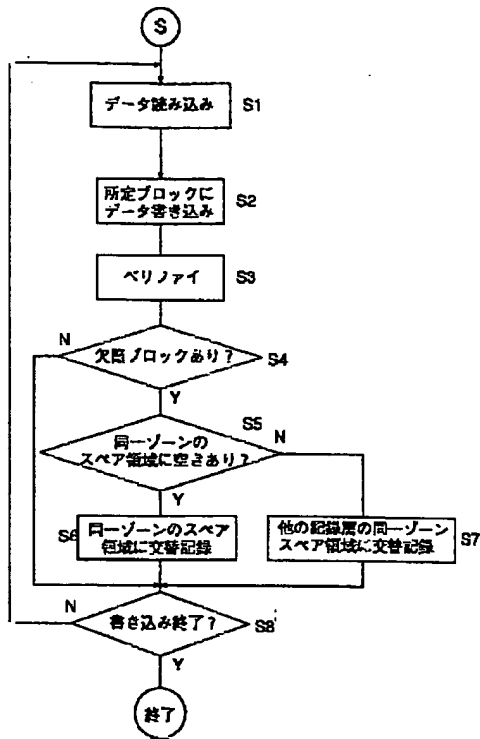 S
データ読み込み
S1
所定ブロックに
データ書き込み
S2
ベリファイ
S3
N
欠陥ブロックあり?
S4
Y
S5
同一ゾーンの
スペア領域に空きあり?
N
Y
S6
同一ゾーンのスペア
領域に交替記録
他の記録層の同一ゾーン
スペア領域に交替記録
S7
N
書き込み終了?
S8
Y
終了